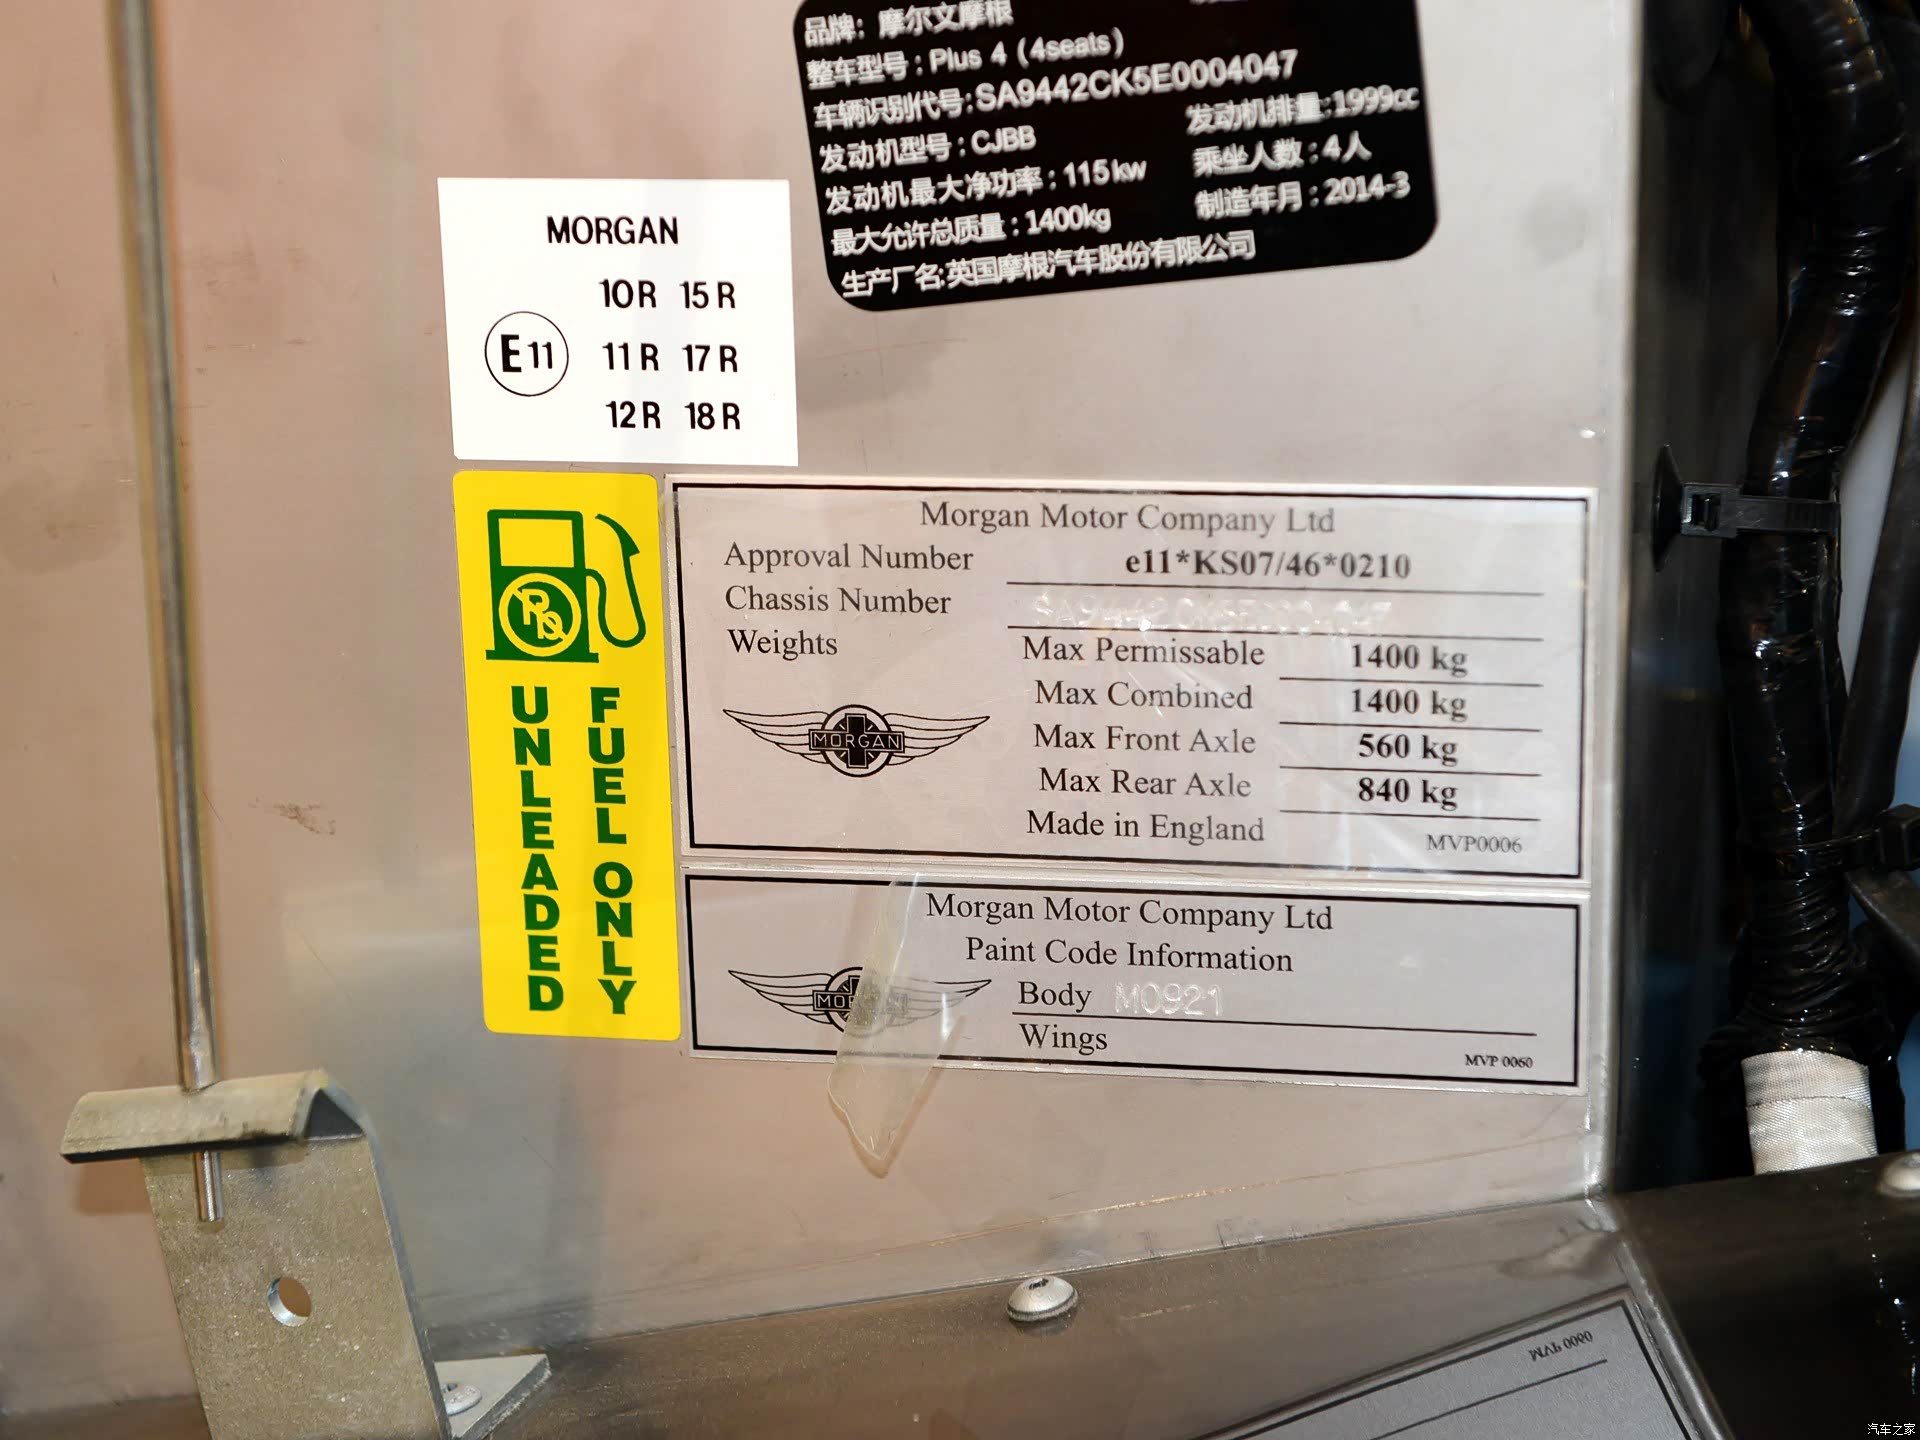 品牌: 摩尔文摩根
整车型号: Plus 4 (4seats)
车辆识别代号:SA9442CK5E0004047
发动机型号: CJBB 发动机排量:1999cc
发动机最大净功率: 115kw 乘坐人数: 4人
最大允许总质量: 1400kg 制造年月: 2014-3
生产厂名:英国摩根汽车股份有限公司
MORGAN
10R 15R
E11 11R 17R
12R 18R
UNLEADED
FUEL ONLY
Morgan Motor Company Ltd
Approval Number e11*KS07/46*0210
Chassis Number
Weights Max Permissable 1400 kg
Max Combined 1400 kg
MORGAN Max Front Axle 560 kg
Max Rear Axle 840 kg
Made in England MVP0006
Morgan Motor Company Ltd
Paint Code Information
MORGAN Body M0921
Wings MVP 0060
汽车之家